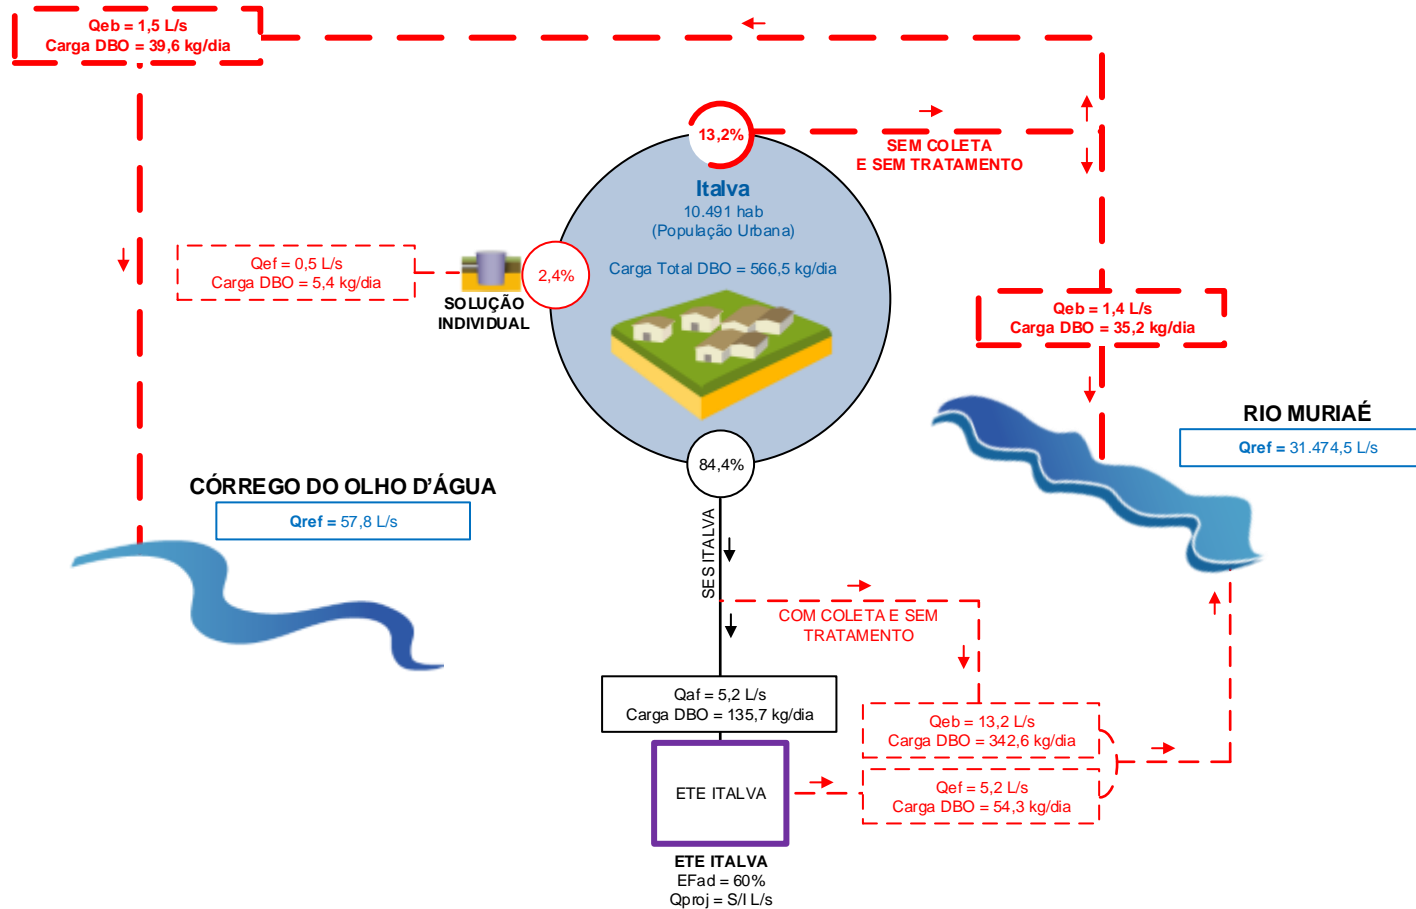 Qeb = 1,5 L/s
Carga DBO = 39,6 kg/dia
13,2%
SEM COLETA
E SEM TRATAMENTO
Italva
10.491 hab
(População Urbana)
Carga Total DBO = 566,5 kg/dia
Qef = 0,5 L/s
Carga DBO = 5,4 kg/dia
2,4%
SOLUÇÃO
INDIVIDUAL
Qeb = 1,4 L/s
Carga DBO = 35,2 kg/dia
RIO MURIAÉ
Qref = 31.474,5 L/s
84,4%
CÓRREGO DO OLHO D'ÁGUA
Qref = 57,8 L/s
SES ITALVA
COM COLETA E SEM
TRATAMENTO
Qaf = 5,2 L/s
Carga DBO = 135,7 kg/dia
Qeb = 13,2 L/s
Carga DBO = 342,6 kg/dia
ETE ITALVA
Qef = 5,2 L/s
Carga DBO = 54,3 kg/dia
ETE ITALVA
EFad = 60%
Qproj = S/I L/s